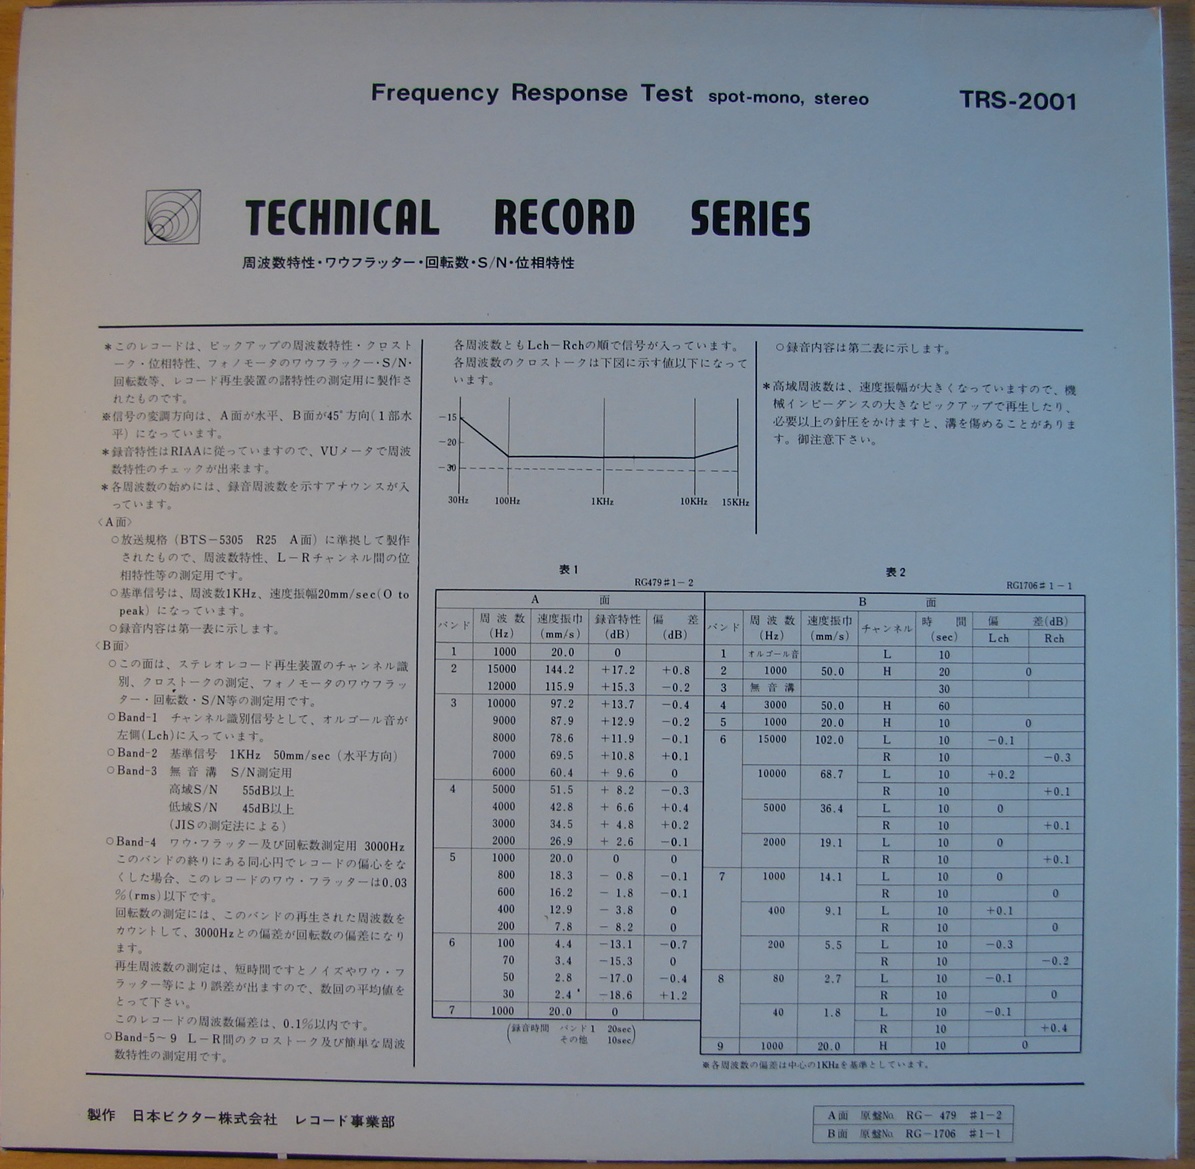 Frequency Response Test spot-mono, stereo TRS-2001
TECHNICAL RECORD SERIES
周波数特性・ワウフラッター・回転数・S/N・位相特性
＊このレコードは、ピックアップの周波数特性・クロスト
ーク・位相特性、フォノモータのワウフラックー・S/N・
回転数等、レコード再生装置の諸特性の測定用に製作さ
れたものです。
※信号の変調方向は、A面が水平、B面が45°方向(1部水
平)になっています。
＊録音特性はRIAAに従っていますので、VUメータで周波
数特性のチェックが出来ます。
＊各周波数の始めには、録音周波数を示すアナウンスが入
っています。
〈A面〉
○放送規格（BTS－5305 R25 A面）に準拠して製作
されたもので、周波数特性、L－Rチャンネル間の位
相特性等の測定用です。
○基準信号は、周波数1KHz、速度振幅20mm/sec(O to
peak）になっています。
○録音内容は第一表に示します。
〈B面〉
○この面は、ステレオレコード再生装置のチャンネル識
別、クロストークの測定、フォノモータのワウフラッ
ター・回転数・S/N等の測定用です。
○Band-1 チャンネル識別信号として、オルゴール音が
左側(Lch)に入っています。
○Band-2 基準信号 1KHz 50mm/sec（水平方向）
○Band-3 無音溝 S/N測定用
高域S/N 55dB以上
低域S/N 45dB以上
（JISの測定法による）
○Band-4 ワウ・フラッター及び回転数測定用 3000Hz
このバンドの終りにある同心円でレコードの偏心をな
くした場合、このレコードのワウ・フラッターは0.03
％(rms)以下です。
回転数の測定には、このバンドの再生された周波数を
カウントして、3000Hzとの偏差が回転数の偏差になり
ます。
再生周波数の測定は、短時間ですとノイズやワウ・フ
ラッター等により誤差が出ますので、数回の平均値を
とって下さい。
このレコードの周波数偏差は、0.1%以内です。
○Band-5～9 L－R間のクロストーク及び簡単な周波
数特性の測定用です。
各周波数ともLch－Rchの順で信号が入っています。
各周波数のクロストークは下図に示す値以下になって
います。
－15
－20
－30
30Hz 100Hz 1KHz 10KHz 15KHz
○録音内容は第二表に示します。
＊高域周波数は、速度振幅が大きくなっていますので、機
械インピーダンスの大きなピックアップで再生したり、
必要以上の針圧をかけますと、溝を傷めることがありま
す。御注意下さい。
表1
RG479＃1－2
A 面
バンド 周波数(Hz) 速度振巾(mm/s) 録音特性(dB) 偏差(dB)
1 1000 20.0 0
2 15000 144.2 ＋17.2 ＋0.8
12000 115.9 ＋15.3 －0.2
3 10000 97.2 ＋13.7 －0.4
9000 87.9 ＋12.9 －0.2
8000 78.6 ＋11.9 －0.1
7000 69.5 ＋10.8 ＋0.1
6000 60.4 ＋ 9.6 0
4 5000 51.5 ＋ 8.2 －0.3
4000 42.8 ＋ 6.6 ＋0.4
3000 34.5 ＋ 4.8 ＋0.2
2000 26.9 ＋ 2.6 －0.1
5 1000 20.0 0 0
800 18.3 － 0.8 －0.1
600 16.2 － 1.8 －0.1
400 12.9 － 3.8 0
200 7.8 － 8.2 0
6 100 4.4 －13.1 －0.7
70 3.4 －15.3 0
50 2.8 －17.0 －0.4
30 2.4 －18.6 ＋1.2
7 1000 20.0 0
(録音時間 バンド1 20sec
その他 10sec)
表2
RG1706＃1－1
B 面
バンド 周波数(Hz) 速度振巾(mm/s) チャンネル 時間(sec) 偏差(dB)
Lch Rch
1 オルゴール音 L 10
2 1000 50.0 H 20 0
3 無音溝 30
4 3000 50.0 H 60
5 1000 20.0 H 10 0
6 15000 102.0 L 10 －0.1
R 10 －0.3
10000 68.7 L 10 ＋0.2
R 10 ＋0.1
5000 36.4 L 10 0
R 10 ＋0.1
2000 19.1 L 10 0
R 10 ＋0.1
7 1000 14.1 L 10 0
R 10 0
400 9.1 L 10 ＋0.1
R 10 0
200 5.5 L 10 －0.3
R 10 －0.2
8 80 2.7 L 10 －0.1
R 10 0
40 1.8 L 10 －0.1
R 10 ＋0.4
9 1000 20.0 H 10 0
※各周波数の偏差は中心の1KHzを基準としています。
製作 日本ビクター株式会社 レコード事業部
A面 原盤No. RG－ 479 ＃1－2
B面 原盤No. RG－1706 ＃1－1